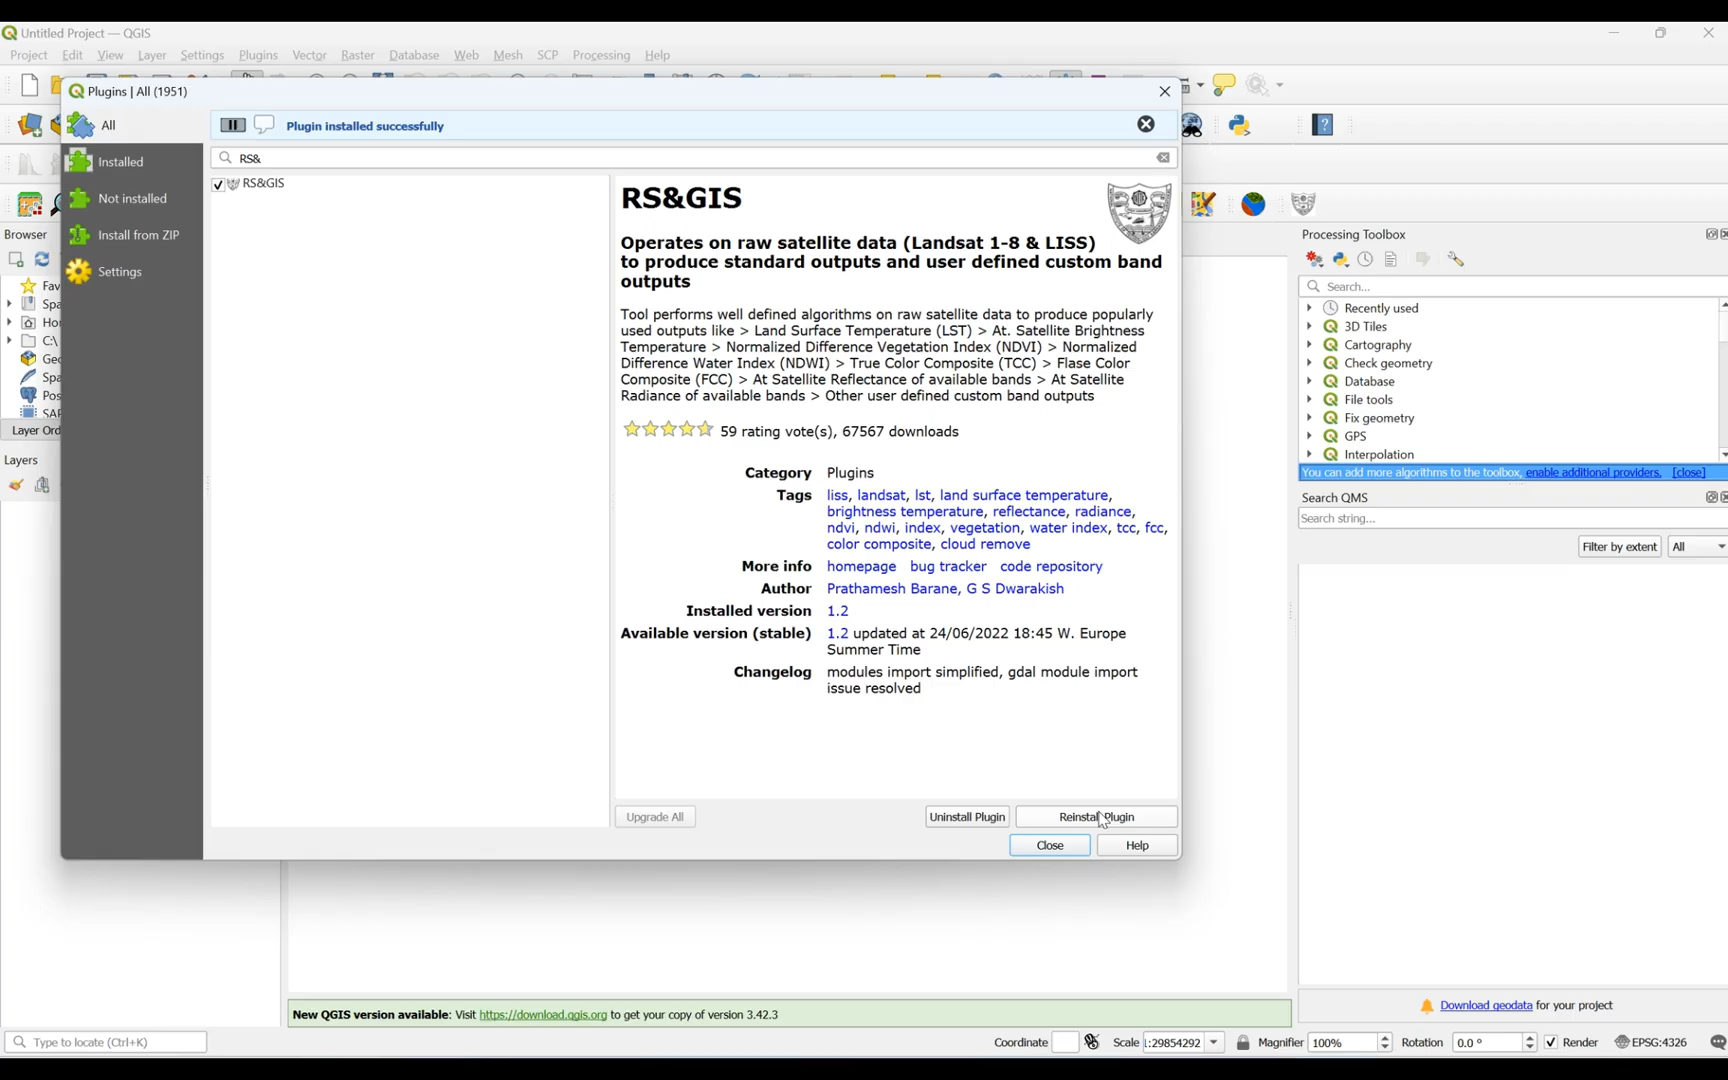 Untitled Project — QGIS
Project Edit View Layer Settings Plugins Vector Raster Database Web Mesh SCP Processing Help
Plugins | All (1951)
All
Installed
Not installed
Install from ZIP
Settings
Plugin installed successfully
RS&
RS&GIS
RS&GIS
Operates on raw satellite data (Landsat 1-8 & LISS)
to produce standard outputs and user defined custom band
outputs
Tool performs well defined algorithms on raw satellite data to produce popularly
used outputs like > Land Surface Temperature (LST) > At. Satellite Brightness
Temperature > Normalized Difference Vegetation Index (NDVI) > Normalized
Difference Water Index (NDWI) > True Color Composite (TCC) > Flase Color
Composite (FCC) > At Satellite Reflectance of available bands > At Satellite
Radiance of available bands > Other user defined custom band outputs
59 rating vote(s), 67567 downloads
Category Plugins
Tags liss, landsat, lst, land surface temperature,
brightness temperature, reflectance, radiance,
ndvi, ndwi, index, vegetation, water index, tcc, fcc,
color composite, cloud remove
More info homepage bug tracker code repository
Author Prathamesh Barane, G S Dwarakish
Installed version 1.2
Available version (stable) 1.2 updated at 24/06/2022 18:45 W. Europe
Summer Time
Changelog modules import simplified, gdal module import
issue resolved
Upgrade All Uninstall Plugin Reinstall Plugin
Close Help
Browser
Fav
Spa
Ho
C:\
Geo
Spa
Pos
SAP
Layer Ord
Layers
Processing Toolbox
Search...
Recently used
3D Tiles
Cartography
Check geometry
Database
File tools
Fix geometry
GPS
Interpolation
You can add more algorithms to the toolbox, enable additional providers. [close]
Search QMS
Search string...
Filter by extent All
Download geodata for your project
New QGIS version available: Visit https://download.qgis.org to get your copy of version 3.42.3
Type to locate (Ctrl+K) Coordinate Scale 1:29854292 Magnifier 100% Rotation 0.0 ° Render EPSG:4326